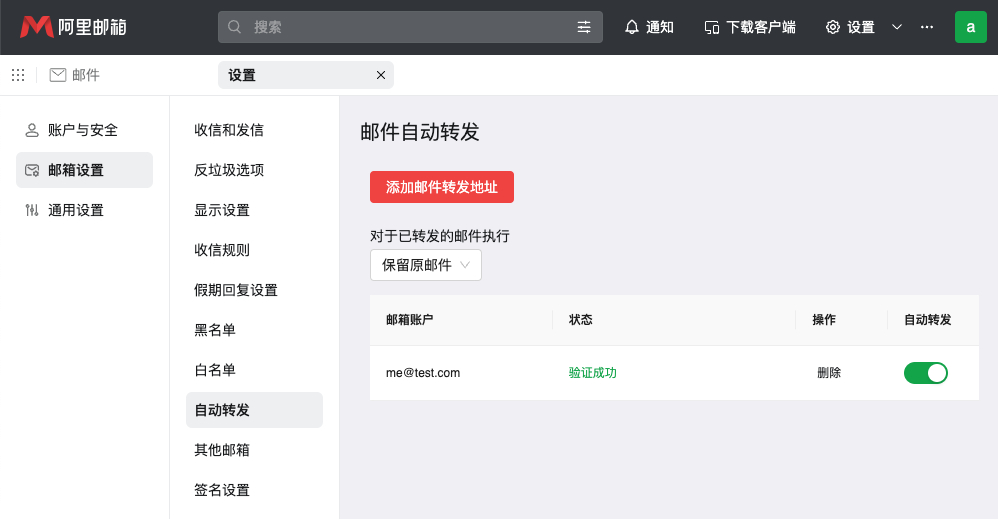 阿里邮箱
搜索
通知
下载客户端
设置
a
邮件
设置
账户与安全
邮箱设置
通用设置
收信和发信
反垃圾选项
显示设置
收信规则
假期回复设置
黑名单
白名单
自动转发
其他邮箱
签名设置
邮件自动转发
添加邮件转发地址
对于已转发的邮件执行
保留原邮件
邮箱账户 状态 操作 自动转发
me@test.com 验证成功 删除